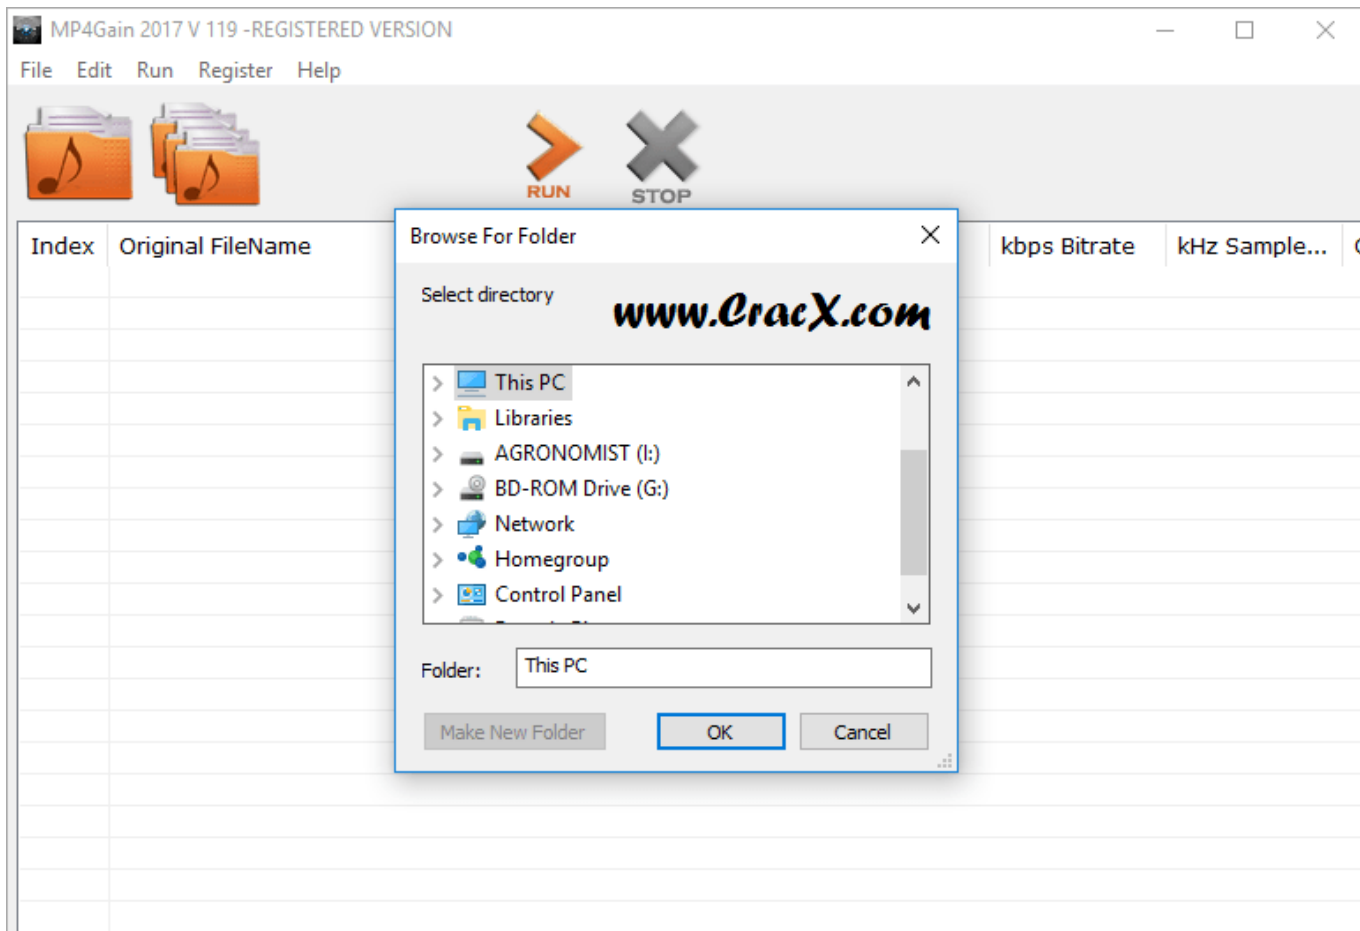 MP4Gain 2017 V 119 -REGISTERED VERSION
File Edit Run Register Help
RUN STOP
Index Original FileName kbps Bitrate kHz Sample...
Browse For Folder
Select directory
www.CracX.com
This PC
Libraries
AGRONOMIST (I:)
BD-ROM Drive (G:)
Network
Homegroup
Control Panel
Folder: This PC
Make New Folder OK Cancel